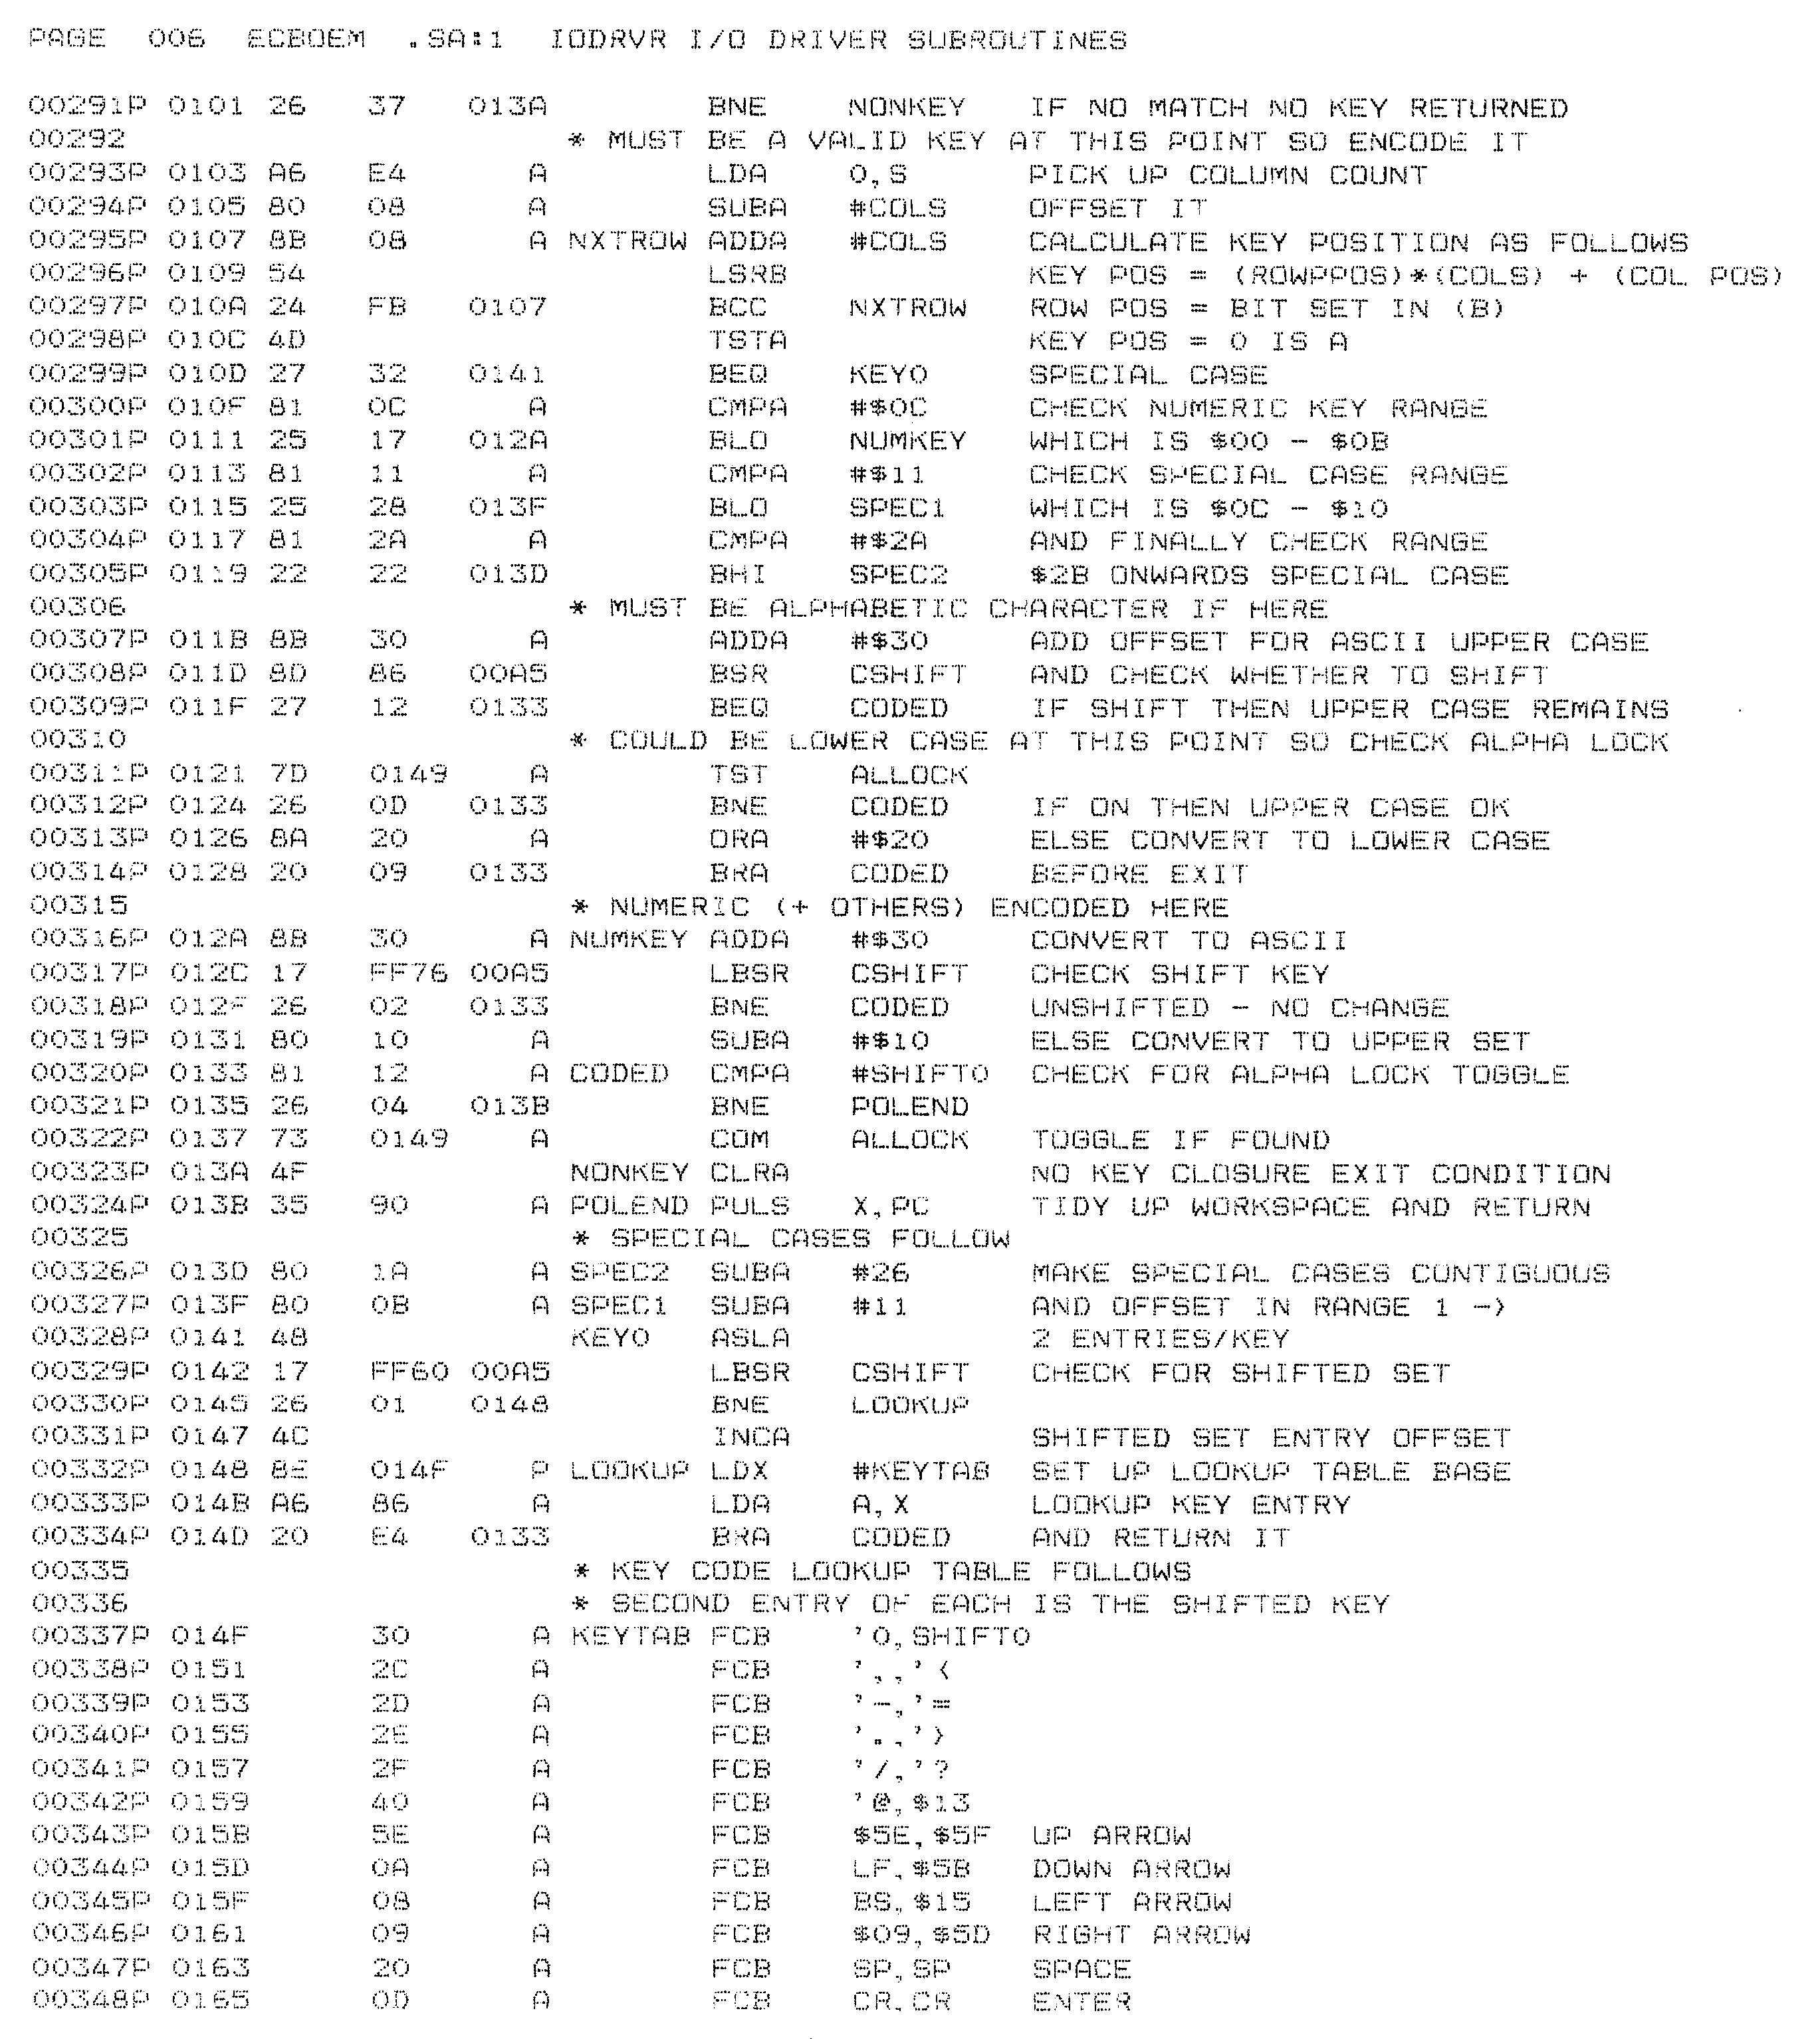 PAGE  006  ECBOEM  .SA:1  IODRVR I/O DRIVER SUBROUTINES
00291P 0101 26   37   013A        BNE    NONKEY   IF NO MATCH NO KEY RETURNED
00292                      * MUST BE A VALID KEY AT THIS POINT SO ENCODE IT
00293P 0103 A6   E4      A        LDA    0,S      PICK UP COLUMN COUNT
00294P 0105 80   08      A        SUBA   #COLS    OFFSET IT
00295P 0107 8B   08      A NXTROW ADDA   #COLS    CALCULATE KEY POSITION AS FOLLOWS
00296P 0109 54                    LSRB            KEY POS = (ROWPPOS)*(COLS) + (COL POS)
00297P 010A 24   FB   0107        BCC    NXTROW   ROW POS = BIT SET IN (B)
00298P 010C 4D                    TSTA            KEY POS = 0 IS A
00299P 010D 27   32   0141        BEQ    KEY0     SPECIAL CASE
00300P 010F 81   0C      A        CMPA   #$0C     CHECK NUMERIC KEY RANGE
00301P 0111 25   17   012A        BLO    NUMKEY   WHICH IS $00 - $0B
00302P 0113 81   11      A        CMPA   #$11     CHECK SPECIAL CASE RANGE
00303P 0115 25   28   013F        BLO    SPEC1    WHICH IS $0C - $10
00304P 0117 81   2A      A        CMPA   #$2A     AND FINALLY CHECK RANGE
00305P 0119 22   22   013D        BHI    SPEC2    $2B ONWARDS SPECIAL CASE
00306                      * MUST BE ALPHABETIC CHARACTER IF HERE
00307P 011B 8B   30      A        ADDA   #$30     ADD OFFSET FOR ASCII UPPER CASE
00308P 011D 8D   86   00A5        BSR    CSHIFT   AND CHECK WHETHER TO SHIFT
00309P 011F 27   12   0133        BEQ    CODED    IF SHIFT THEN UPPER CASE REMAINS
00310                      * COULD BE LOWER CASE AT THIS POINT SO CHECK ALPHA LOCK
00311P 0121 7D   0149    A        TST    ALLOCK
00312P 0124 26   0D   0133        BNE    CODED    IF ON THEN UPPER CASE OK
00313P 0126 8A   20      A        ORA    #$20     ELSE CONVERT TO LOWER CASE
00314P 0128 20   09   0133        BRA    CODED    BEFORE EXIT
00315                      * NUMERIC (+ OTHERS) ENCODED HERE
00316P 012A 8B   30      A NUMKEY ADDA   #$30     CONVERT TO ASCII
00317P 012C 17   FF76 00A5        LBSR   CSHIFT   CHECK SHIFT KEY
00318P 012F 26   02   0133        BNE    CODED    UNSHIFTED - NO CHANGE
00319P 0131 80   10      A        SUBA   #$10     ELSE CONVERT TO UPPER SET
00320P 0133 81   12      A CODED  CMPA   #SHIFT0  CHECK FOR ALPHA LOCK TOGGLE
00321P 0135 26   04   013B        BNE    POLEND
00322P 0137 73   0149    A        COM    ALLOCK   TOGGLE IF FOUND
00323P 013A 4F             NONKEY CLRA            NO KEY CLOSURE EXIT CONDITION
00324P 013B 35   90      A POLEND PULS   X,PC     TIDY UP WORKSPACE AND RETURN
00325                      * SPECIAL CASES FOLLOW
00326P 013D 80   1A      A SPEC2  SUBA   #26      MAKE SPECIAL CASES CONTIGUOUS
00327P 013F 80   0B      A SPEC1  SUBA   #11      AND OFFSET IN RANGE 1 ->
00328P 0141 48             KEY0   ASLA            2 ENTRIES/KEY
00329P 0142 17   FF60 00A5        LBSR   CSHIFT   CHECK FOR SHIFTED SET
00330P 0145 26   01   0148        BNE    LOOKUP
00331P 0147 4C                    INCA            SHIFTED SET ENTRY OFFSET
00332P 0148 8E   014F    P LOOKUP LDX    #KEYTAB  SET UP LOOKUP TABLE BASE
00333P 014B A6   86      A        LDA    A,X      LOOKUP KEY ENTRY
00334P 014D 20   E4   0133        BRA    CODED    AND RETURN IT
00335                      * KEY CODE LOOKUP TABLE FOLLOWS
00336                      * SECOND ENTRY OF EACH IS THE SHIFTED KEY
00337P 014F      30      A KEYTAB FCB    '0,SHIFT0
00338P 0151      2C      A        FCB    ',,'<
00339P 0153      2D      A        FCB    '-,'=
00340P 0155      2E      A        FCB    '.,'>
00341P 0157      2F      A        FCB    '/,'?
00342P 0159      40      A        FCB    '@,$13
00343P 015B      5E      A        FCB    $5E,$5F  UP ARROW
00344P 015D      0A      A        FCB    LF,$5B   DOWN ARROW
00345P 015F      08      A        FCB    BS,$15   LEFT ARROW
00346P 0161      09      A        FCB    $09,$5D  RIGHT ARROW
00347P 0163      20      A        FCB    SP,SP    SPACE
00348P 0165      0D      A        FCB    CR,CR    ENTER